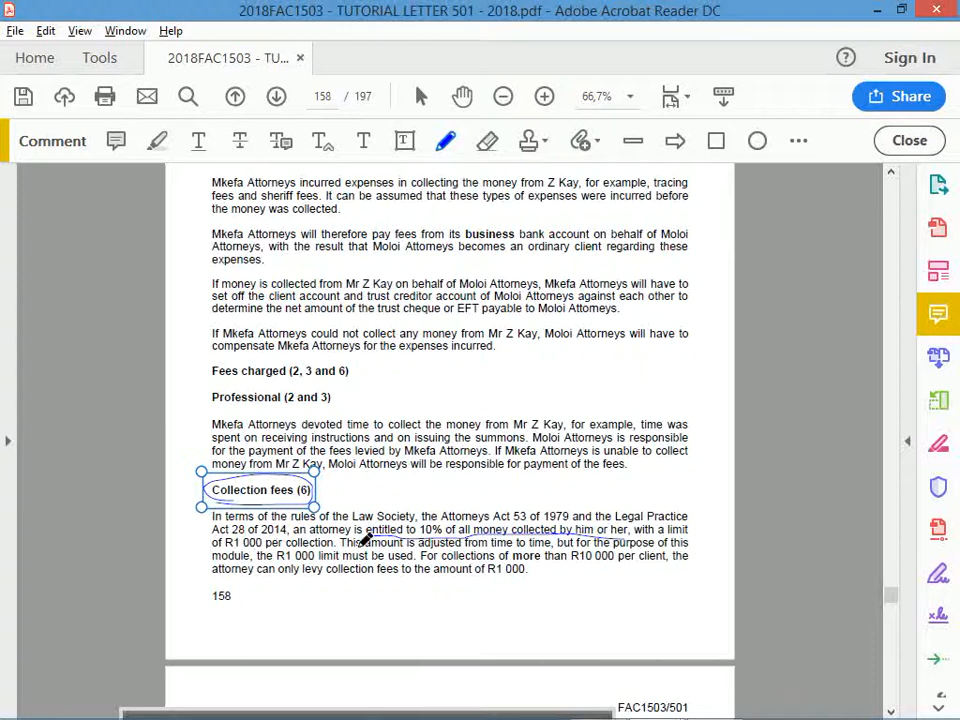 2018FAC1503 - TUTORIAL LETTER 501 - 2018.pdf - Adobe Acrobat Reader DC
File Edit View Window Help
Home Tools 2018FAC1503 - TU... × Sign In
158 / 197 66,7% Share
Comment Close
Mkefa Attorneys incurred expenses in collecting the money from Z Kay, for example, tracing
fees and sheriff fees. It can be assumed that these types of expenses were incurred before
the money was collected.
Mkefa Attorneys will therefore pay fees from its business bank account on behalf of Moloi
Attorneys, with the result that Moloi Attorneys becomes an ordinary client regarding these
expenses.
If money is collected from Mr Z Kay on behalf of Moloi Attorneys, Mkefa Attorneys will have to
set off the client account and trust creditor account of Moloi Attorneys against each other to
determine the net amount of the trust cheque or EFT payable to Moloi Attorneys.
If Mkefa Attorneys could not collect any money from Mr Z Kay, Moloi Attorneys will have to
compensate Mkefa Attorneys for the expenses incurred.
Fees charged (2, 3 and 6)
Professional (2 and 3)
Mkefa Attorneys devoted time to collect the money from Mr Z Kay, for example, time was
spent on receiving instructions and on issuing the summons. Moloi Attorneys is responsible
for the payment of the fees levied by Mkefa Attorneys. If Mkefa Attorneys is unable to collect
money from Mr Z Kay, Moloi Attorneys will be responsible for payment of the fees.
Collection fees (6)
In terms of the rules of the Law Society, the Attorneys Act 53 of 1979 and the Legal Practice
Act 28 of 2014, an attorney is entitled to 10% of all money collected by him or her, with a limit
of R1 000 per collection. This amount is adjusted from time to time, but for the purpose of this
module, the R1 000 limit must be used. For collections of more than R10 000 per client, the
attorney can only levy collection fees to the amount of R1 000.
158
FAC1503/501